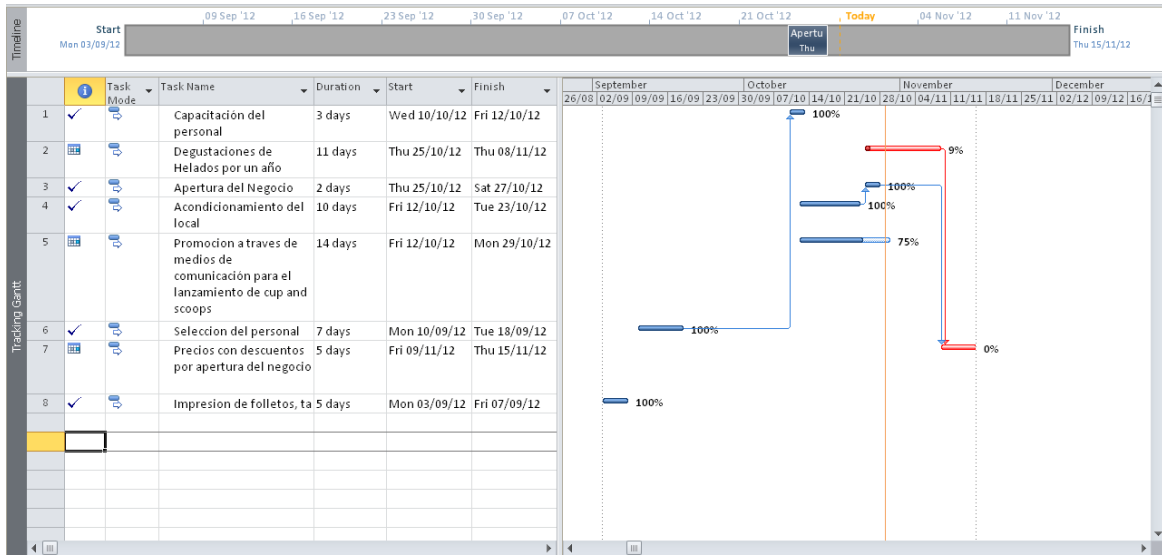 09 Sep '12 16 Sep '12 23 Sep '12 30 Sep '12 07 Oct '12 14 Oct '12 21 Oct '12 Today 04 Nov '12 11 Nov '12
Timeline
Start
Mon 03/09/12
Apertu
Thu
Finish
Thu 15/11/12
Tracking Gantt
Task Mode Task Name Duration Start Finish
September October November December
26/08 02/09 09/09 16/09 23/09 30/09 07/10 14/10 21/10 28/10 04/11 11/11 18/11 25/11 02/12 09/12 16/1
1 Capacitación del 3 days Wed 10/10/12 Fri 12/10/12 100%
personal
2 Degustaciones de 11 days Thu 25/10/12 Thu 08/11/12 9%
Helados por un año
3 Apertura del Negocio 2 days Thu 25/10/12 Sat 27/10/12 100%
4 Acondicionamiento del 10 days Fri 12/10/12 Tue 23/10/12 100%
local
5 Promocion a traves de 14 days Fri 12/10/12 Mon 29/10/12 75%
medios de
comunicación para el
lanzamiento de cup and
scoops
6 Seleccion del personal 7 days Mon 10/09/12 Tue 18/09/12 100%
7 Precios con descuentos 5 days Fri 09/11/12 Thu 15/11/12 0%
por apertura del negocio
8 Impresion de folletos, ta 5 days Mon 03/09/12 Fri 07/09/12 100%